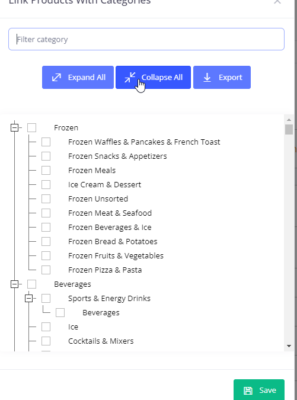 Link Products With Categories
Filter category
Expand All
Collapse All
Export
Frozen
Frozen Waffles & Pancakes & French Toast
Frozen Snacks & Appetizers
Frozen Meals
Ice Cream & Dessert
Frozen Unsorted
Frozen Meat & Seafood
Frozen Beverages & Ice
Frozen Bread & Potatoes
Frozen Fruits & Vegetables
Frozen Pizza & Pasta
Beverages
Sports & Energy Drinks
Beverages
Ice
Cocktails & Mixers
Save